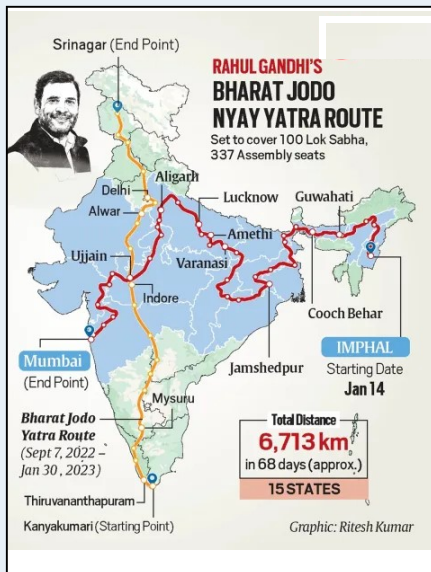 Srinagar (End Point)
RAHUL GANDHI'S
BHARAT JODO
NYAY YATRA ROUTE
Set to cover 100 Lok Sabha,
337 Assembly seats
Aligarh
Delhi
Lucknow
Guwahati
Alwar
Amethi
Ujjain
Varanasi
Indore
Cooch Behar
Mumbai
(End Point)
Jamshedpur
IMPHAL
Starting Date
Jan 14
Mysuru
Bharat Jodo
Yatra Route
(Sept 7, 2022 –
Jan 30, 2023)
Total Distance
6,713 km
in 68 days (approx.)
15 STATES
Thiruvananthapuram
Kanyakumari (Starting Point)
Graphic: Ritesh Kumar